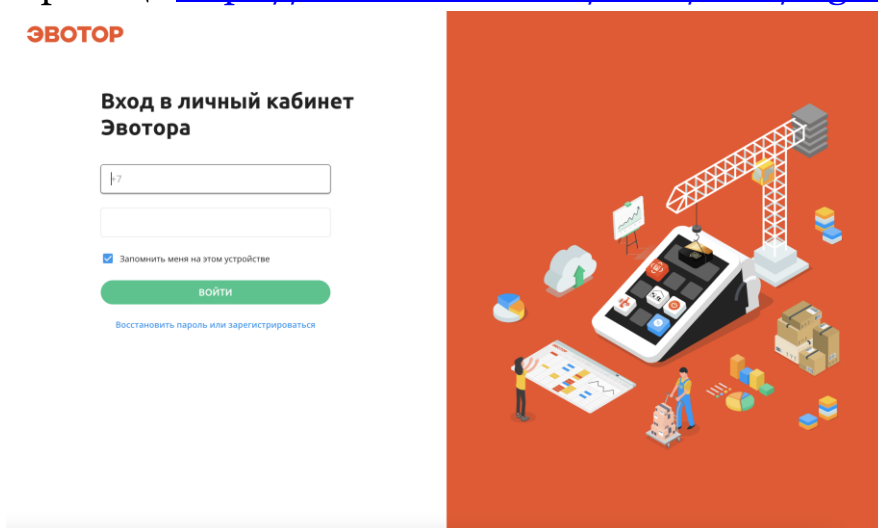 ЭВОТОР
Вход в личный кабинет
Эвотора
+7
Запомнить меня на этом устройстве
ВОЙТИ
Восстановить пароль или зарегистрироваться